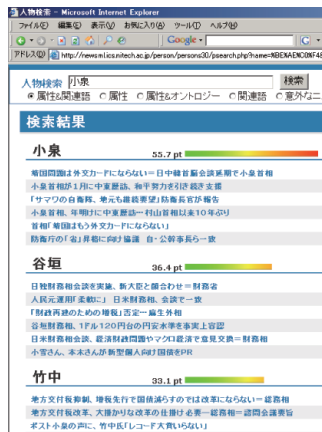 人物検索 - Microsoft Internet Explorer
ファイル(F) 編集(E) 表示(V) お気に入り(A) ツール(T) ヘルプ(H)
Google
アドレス(D) http://news.ml.ics.nitech.ac.jp/person/persons30/psearch.php?name=
人物検索 小泉 検索
属性&関連語 属性 属性&オントロジー 関連語 意外なニ
検索結果
小泉 55.7 pt
靖国問題は外交カードにならない=日中韓首脳会談延期で小泉首相
小泉首相が1月に中東歴訪、和平努力を引き続き支援
「サマワの自衛隊、地元も継続要望」防衛長官が報告
小泉首相、年明けに中東歴訪―村山首相以来10年ぶり
首相「靖国はもう外交カードにならない」
防衛庁の「省」昇格に向け協議 自・公幹事長ら一致
谷垣 36.4 pt
日独財務相会談を実施、新大臣と顔合わせ=財務省
人民元運用「柔軟に」 日米財務相、会談で一致
「財政再建のための増税」否定―麻生外相
谷垣財務相、1ドル120円台の円安水準を事実上容認
日米財務相会談、経済財政問題やマクロ経済で意見交換=財務相
小雪さん、本木さんが新型個人向け国債をPR
竹中 33.1 pt
地方交付税抑制、増税先行で国債減らすのでは改革にならない=総務相
地方交付税改革、大掛かりな改革の仕掛け必要―総務相=諮問会議要旨
ポスト小泉の声に、竹中氏「レコード大賞いらない」